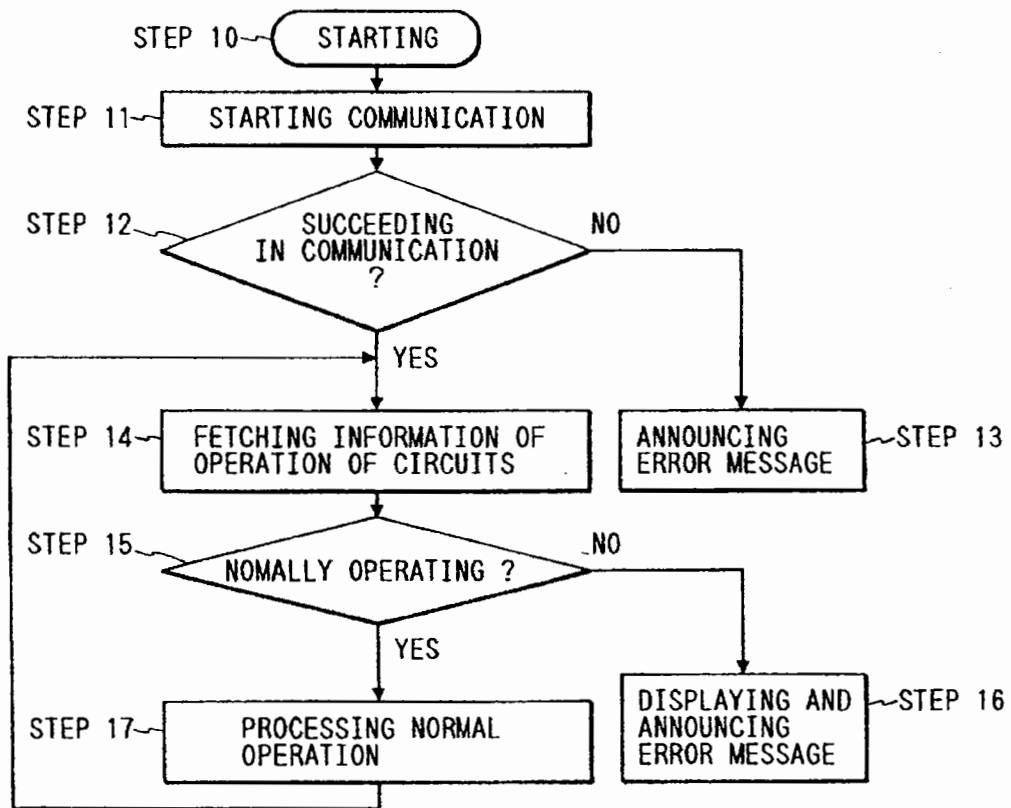 STEP 10
STARTING
STEP 11
STARTING COMMUNICATION
STEP 12
SUCCEEDING
IN COMMUNICATION
?
NO
YES
STEP 14
FETCHING INFORMATION OF
OPERATION OF CIRCUITS
ANNOUNCING
ERROR MESSAGE
STEP 13
STEP 15
NOMALLY OPERATING ?
NO
YES
STEP 17
PROCESSING NORMAL
OPERATION
DISPLAYING AND
ANNOUNCING
ERROR MESSAGE
STEP 16